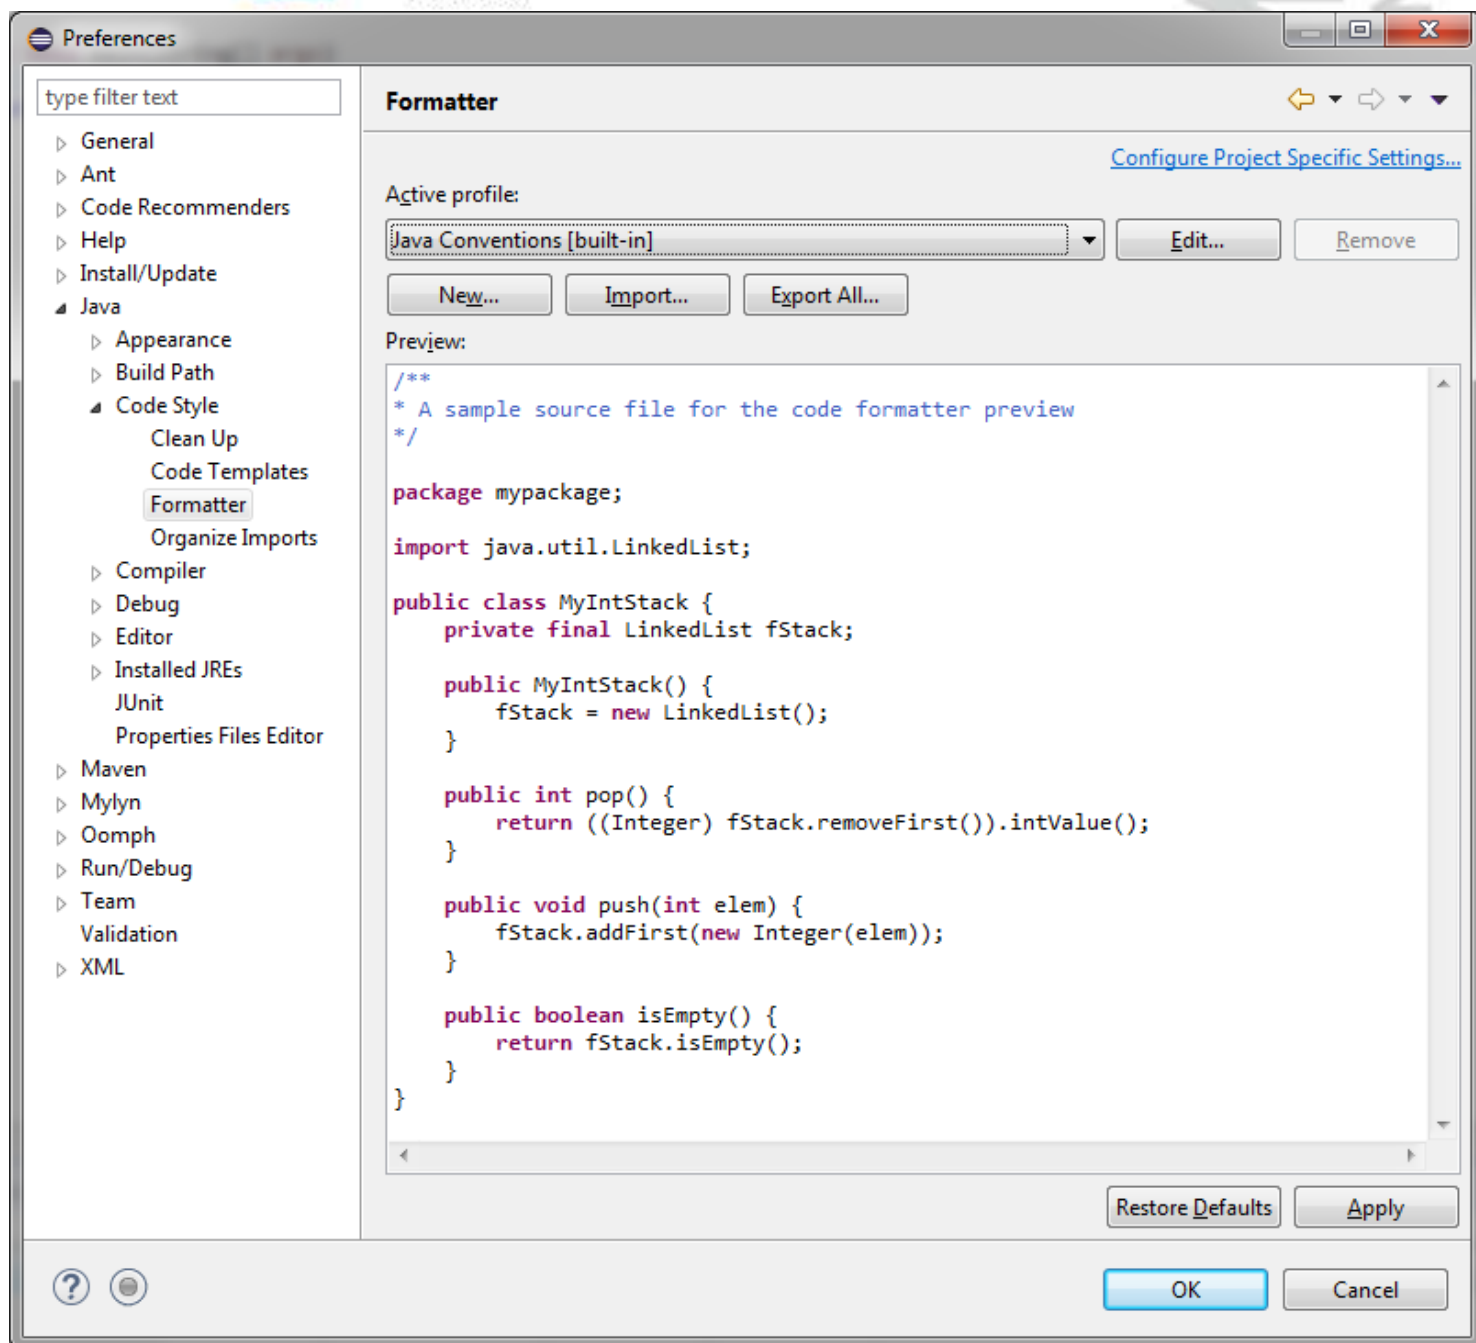 Preferences
type filter text
General
Ant
Code Recommenders
Help
Install/Update
Java
Appearance
Build Path
Code Style
Clean Up
Code Templates
Formatter
Organize Imports
Compiler
Debug
Editor
Installed JREs
JUnit
Properties Files Editor
Maven
Mylyn
Oomph
Run/Debug
Team
Validation
XML
Formatter
Configure Project Specific Settings...
Active profile:
Java Conventions [built-in]
Edit...
Remove
New...
Import...
Export All...
Preview:
/**
* A sample source file for the code formatter preview
*/
package mypackage;
import java.util.LinkedList;
public class MyIntStack {
    private final LinkedList fStack;
    public MyIntStack() {
        fStack = new LinkedList();
    }
    public int pop() {
        return ((Integer) fStack.removeFirst()).intValue();
    }
    public void push(int elem) {
        fStack.addFirst(new Integer(elem));
    }
    public boolean isEmpty() {
        return fStack.isEmpty();
    }
}
Restore Defaults
Apply
OK
Cancel